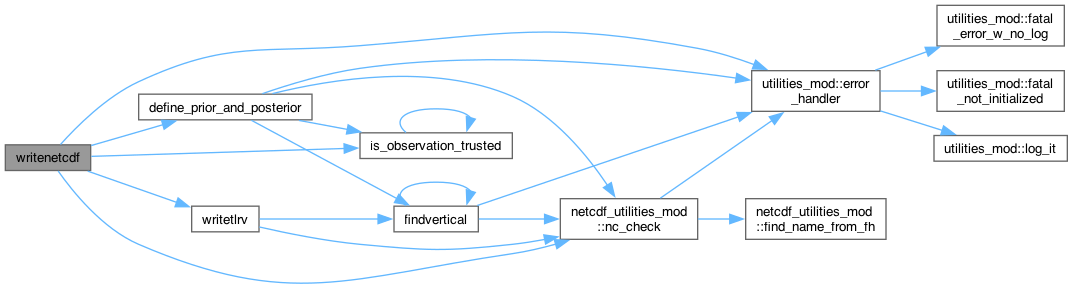 writenetcdf
define_prior_and_posterior
is_observation_trusted
writetlrv
findvertical
netcdf_utilities_mod
::nc_check
netcdf_utilities_mod
::find_name_from_fh
utilities_mod::error
_handler
utilities_mod::fatal
_error_w_no_log
utilities_mod::fatal
_not_initialized
utilities_mod::log_it